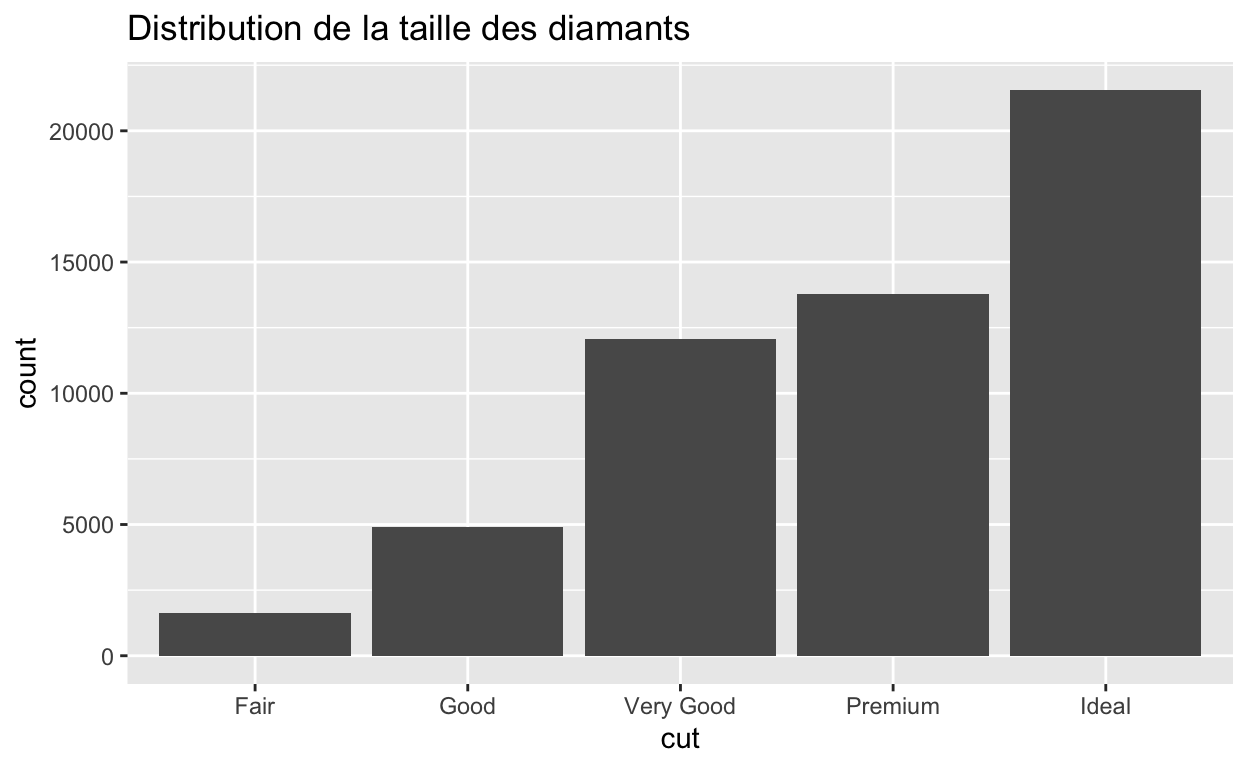 Distribution de la taille des diamants
count
20000
15000
10000
5000
0
Fair Good Very Good Premium Ideal
cut